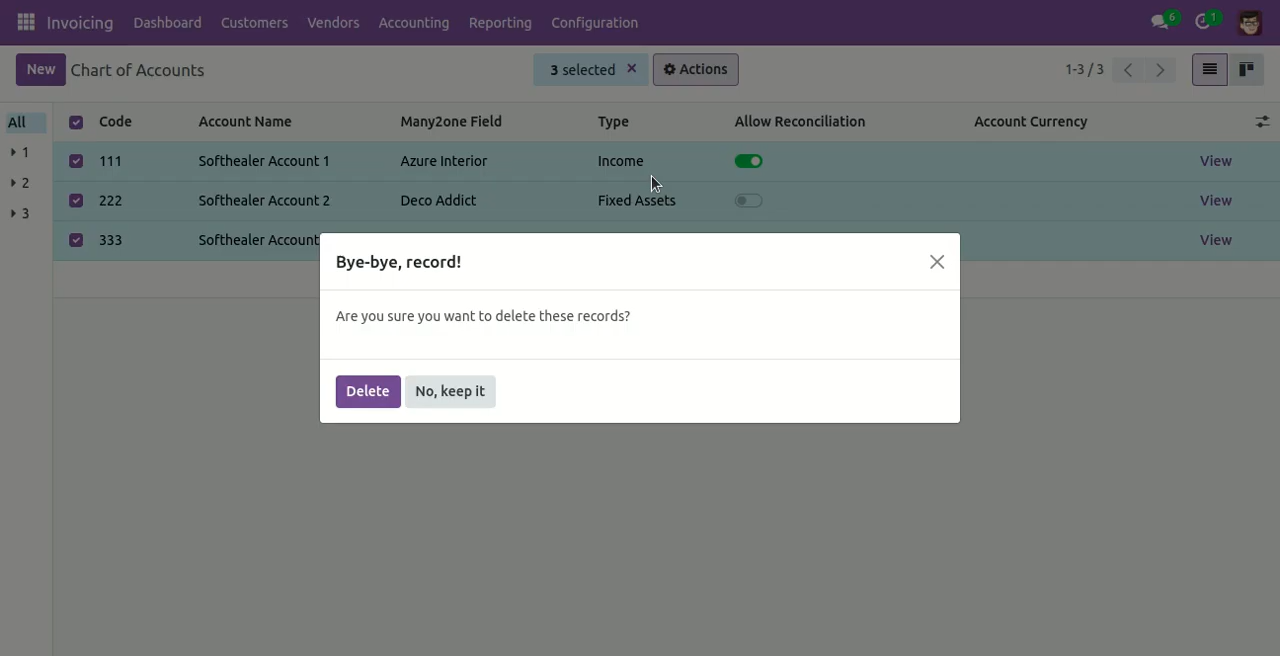 Invoicing Dashboard Customers Vendors Accounting Reporting Configuration 6 1
New Chart of Accounts 3 selected Actions 1-3 / 3
All Code Account Name Many2one Field Type Allow Reconciliation Account Currency
1 111 Softhealer Account 1 Azure Interior Income View
2 222 Softhealer Account 2 Deco Addict Fixed Assets View
3 333 Softhealer Account View
Bye-bye, record!
Are you sure you want to delete these records?
Delete No, keep it